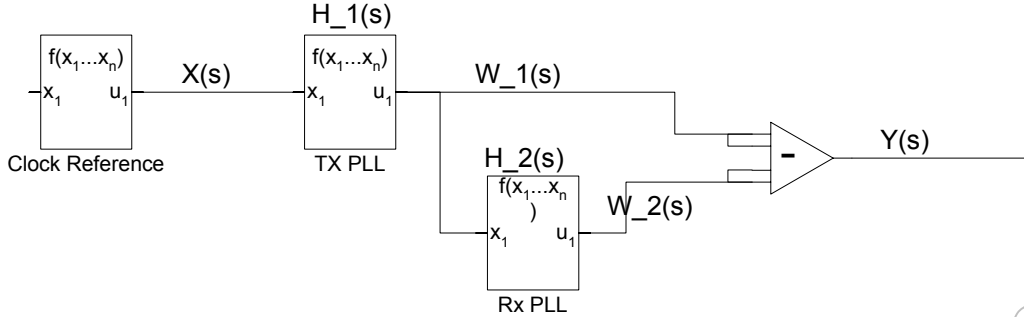 H_1(s)
f(x₁...xₙ)
x₁ u₁
Clock Reference
X(s)
f(x₁...xₙ)
x₁ u₁
TX PLL
W_1(s)
H_2(s)
f(x₁...xₙ
)
x₁ u₁
Rx PLL
W_2(s)
-
Y(s)